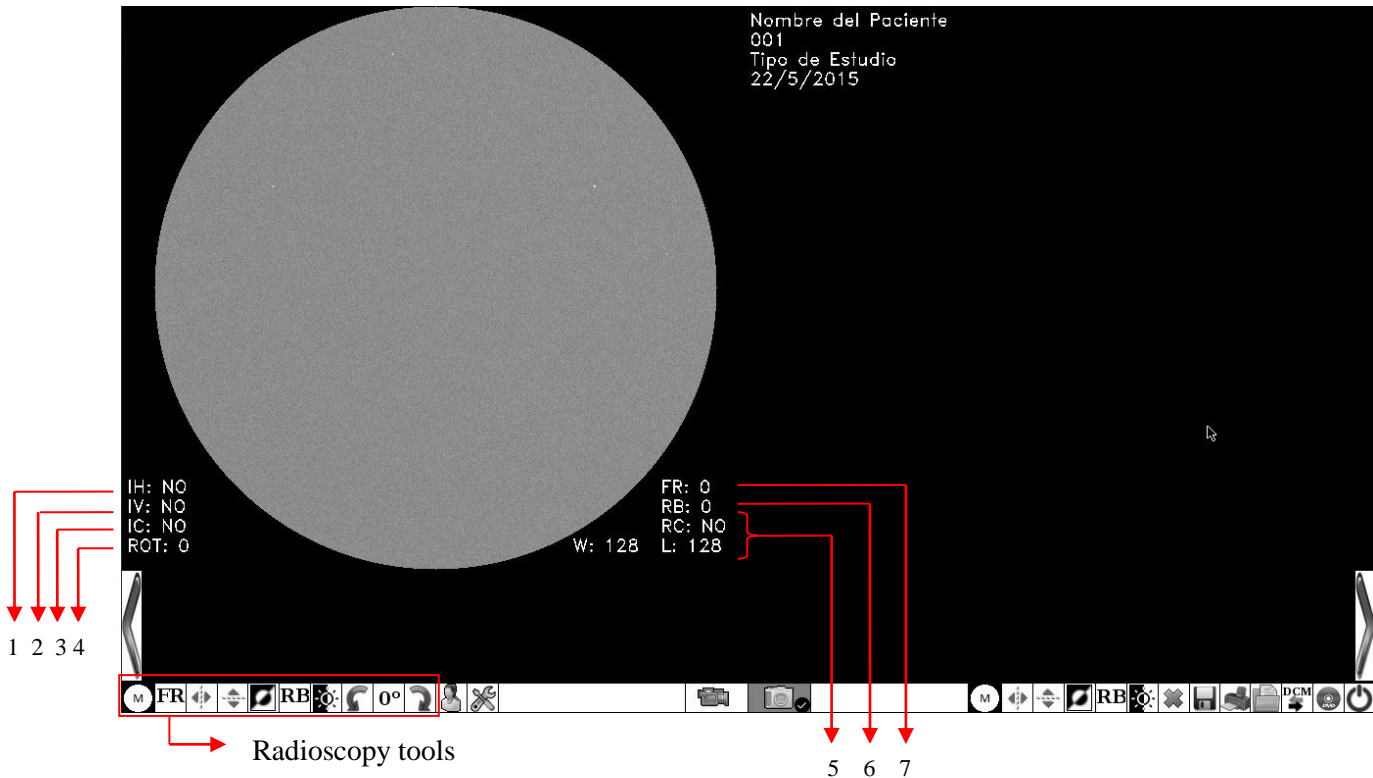 Nombre del Paciente
001
Tipo de Estudio
22/5/2015
IH: NO
IV: NO
IC: NO
ROT: 0
FR: 0
RB: 0
RC: NO
W: 128 L: 128
1 2 3 4
M FR RB 0º M RB DCM DVD
Radioscopy tools
5 6 7